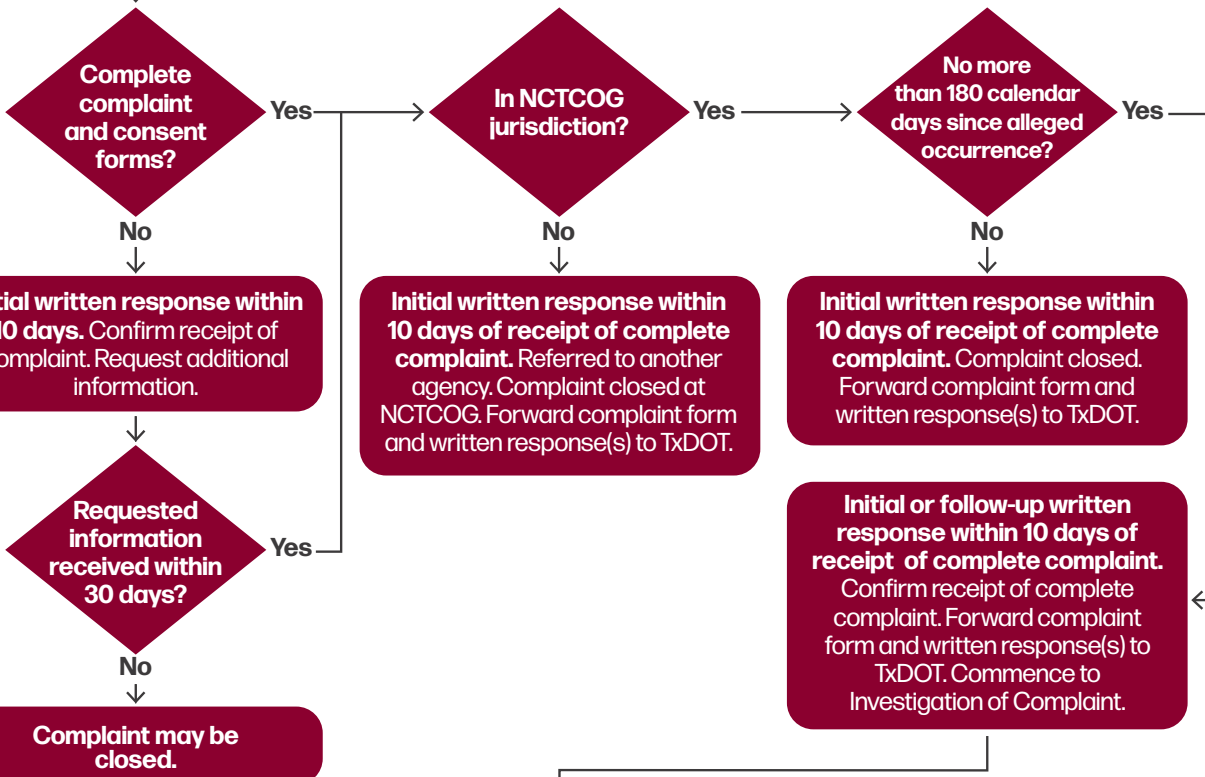 Complete
complaint
and consent
forms?
Yes
In NCTCOG
jurisdiction?
Yes
No more
than 180 calendar
days since alleged
occurrence?
Yes
No
No
No
written response within
10 days. Confirm receipt of
Request additional
information.
Initial written response within
10 days of receipt of complete
complaint. Referred to another
agency. Complaint closed at
NCTCOG. Forward complaint form
and written response(s) to TxDOT.
Initial written response within
10 days of receipt of complete
complaint. Complaint closed.
Forward complaint form and
written response(s) to TxDOT.
Requested
information
received within
30 days?
Yes
Initial or follow-up written
response within 10 days of
receipt of complete complaint.
Confirm receipt of complete
complaint. Forward complaint
form and written response(s) to
TxDOT. Commence to
Investigation of Complaint.
No
Complaint may be
closed.